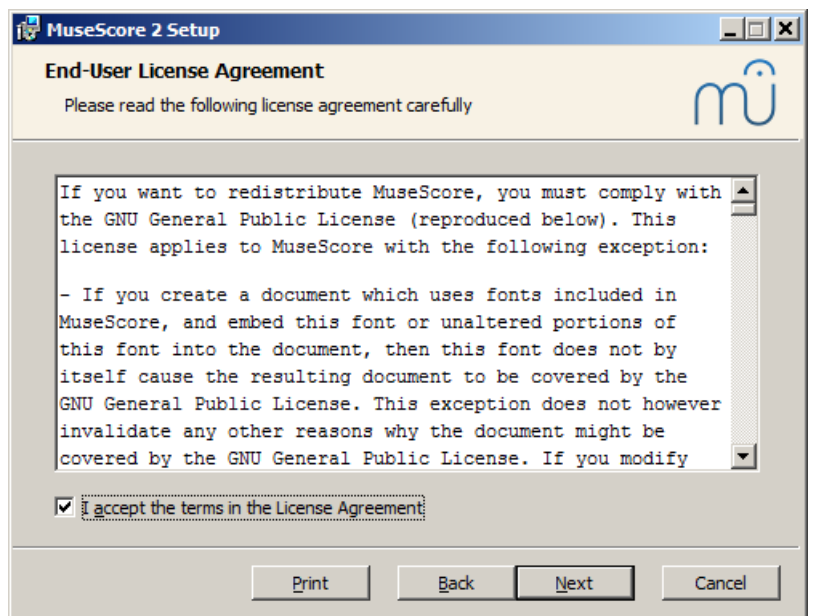 MuseScore 2 Setup
End-User License Agreement
Please read the following license agreement carefully
If you want to redistribute MuseScore, you must comply with
the GNU General Public License (reproduced below). This
license applies to MuseScore with the following exception:
- If you create a document which uses fonts included in
MuseScore, and embed this font or unaltered portions of
this font into the document, then this font does not by
itself cause the resulting document to be covered by the
GNU General Public License. This exception does not however
invalidate any other reasons why the document might be
covered by the GNU General Public License. If you modify
I accept the terms in the License Agreement
Print Back Next Cancel